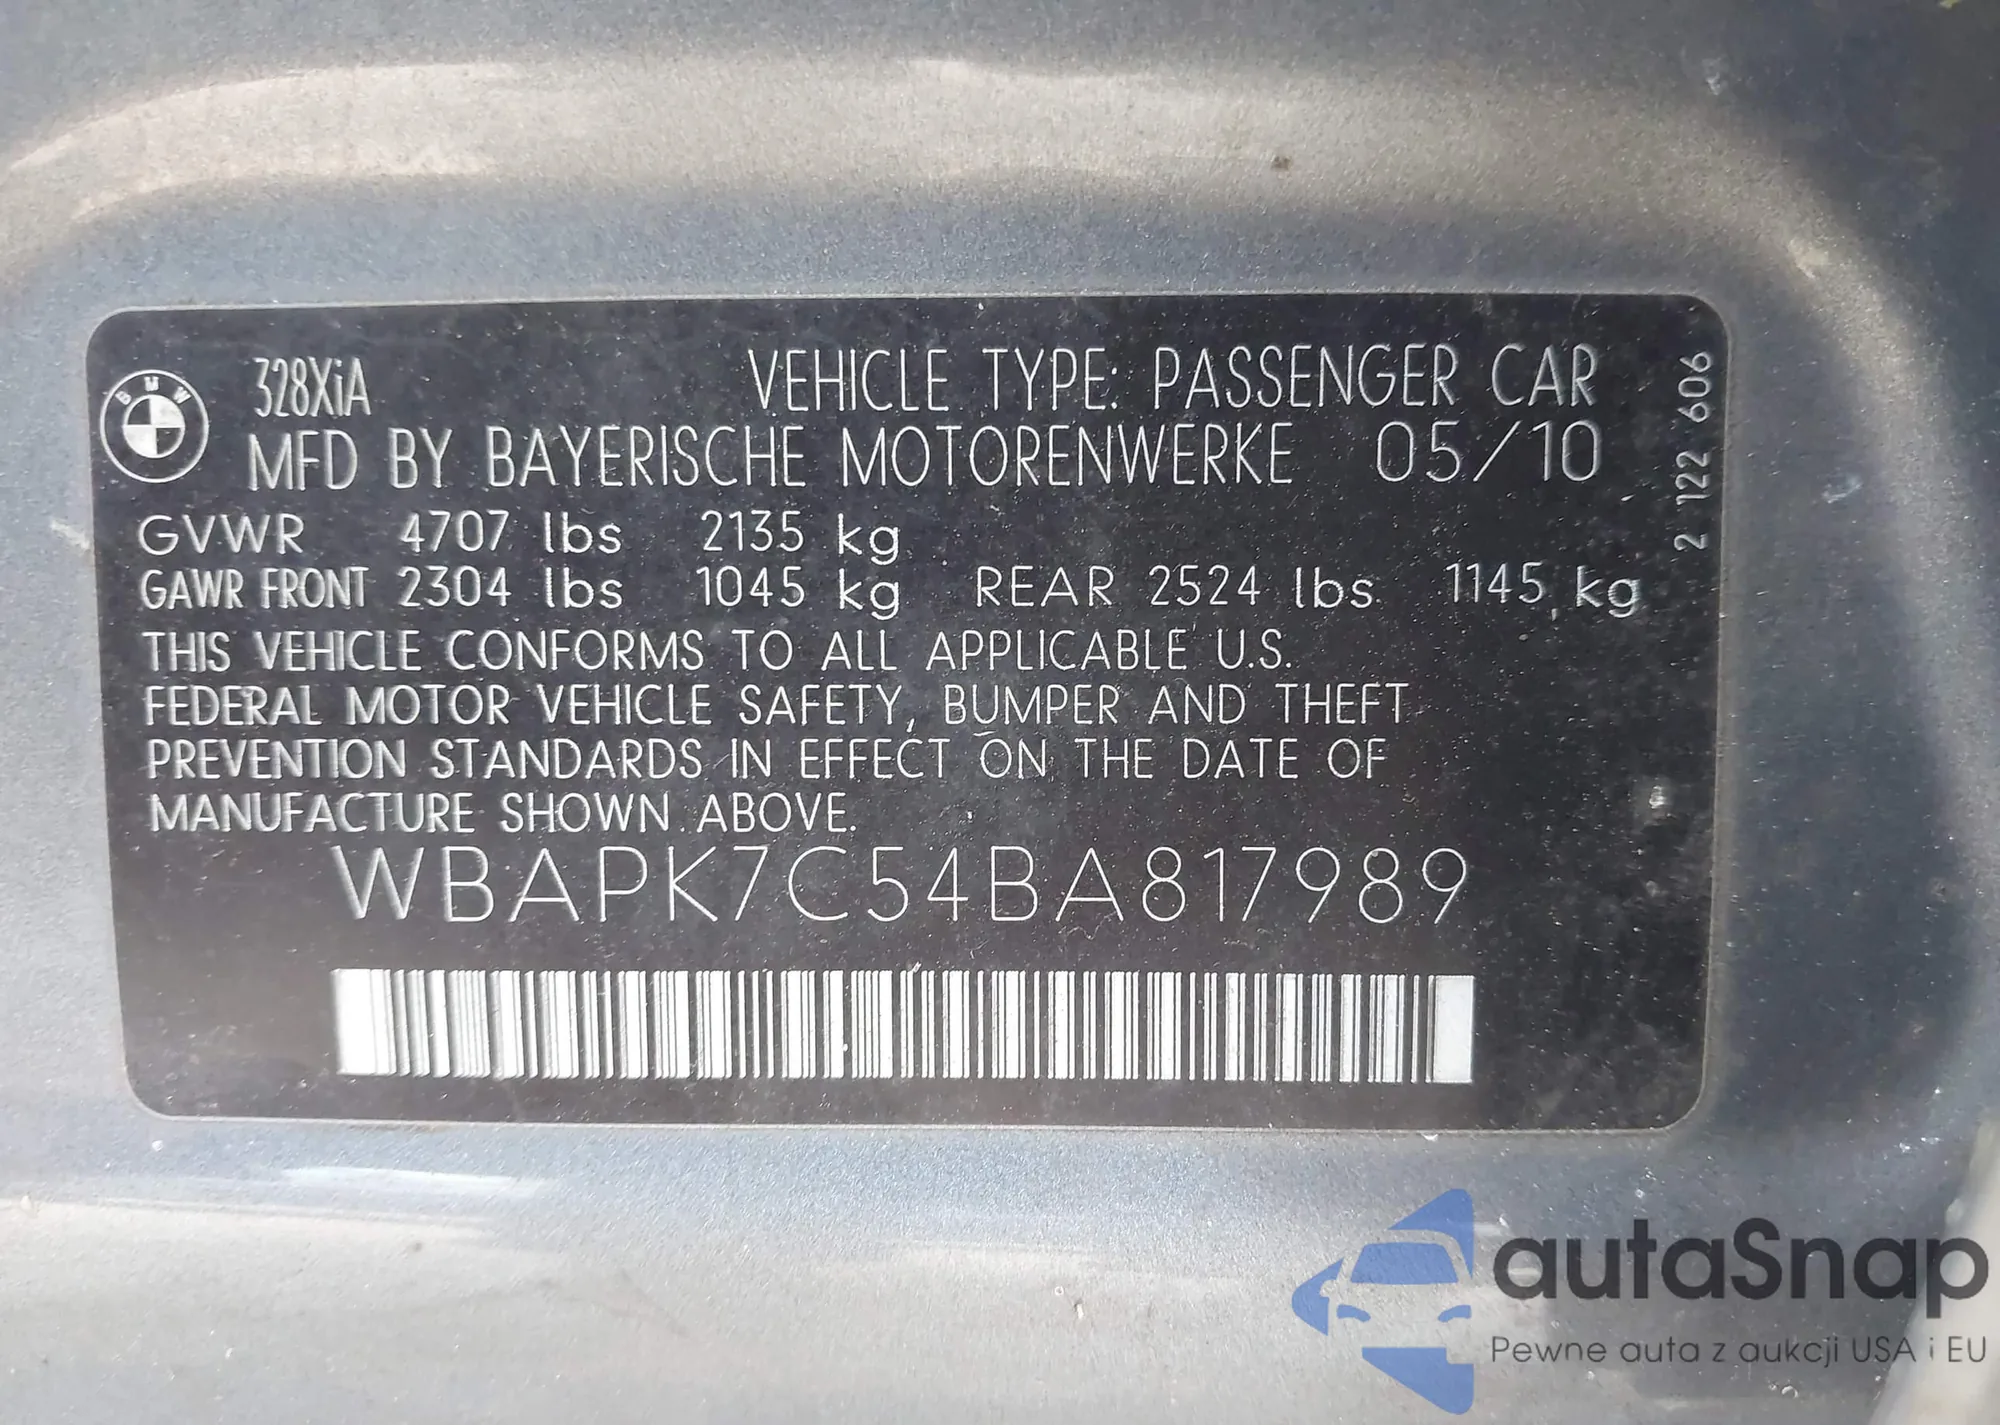 BMW
328XiA VEHICLE TYPE: PASSENGER CAR
MFD BY BAYERISCHE MOTORENWERKE 05/10
GVWR 4707 lbs 2135 kg
GAWR FRONT 2304 lbs 1045 kg REAR 2524 lbs 1145 kg
THIS VEHICLE CONFORMS TO ALL APPLICABLE U.S.
FEDERAL MOTOR VEHICLE SAFETY, BUMPER AND THEFT
PREVENTION STANDARDS IN EFFECT ON THE DATE OF
MANUFACTURE SHOWN ABOVE.
WBAPK7C54BA817989
2 122 606
autaSnap
Pewne auta z aukcji USA i EU